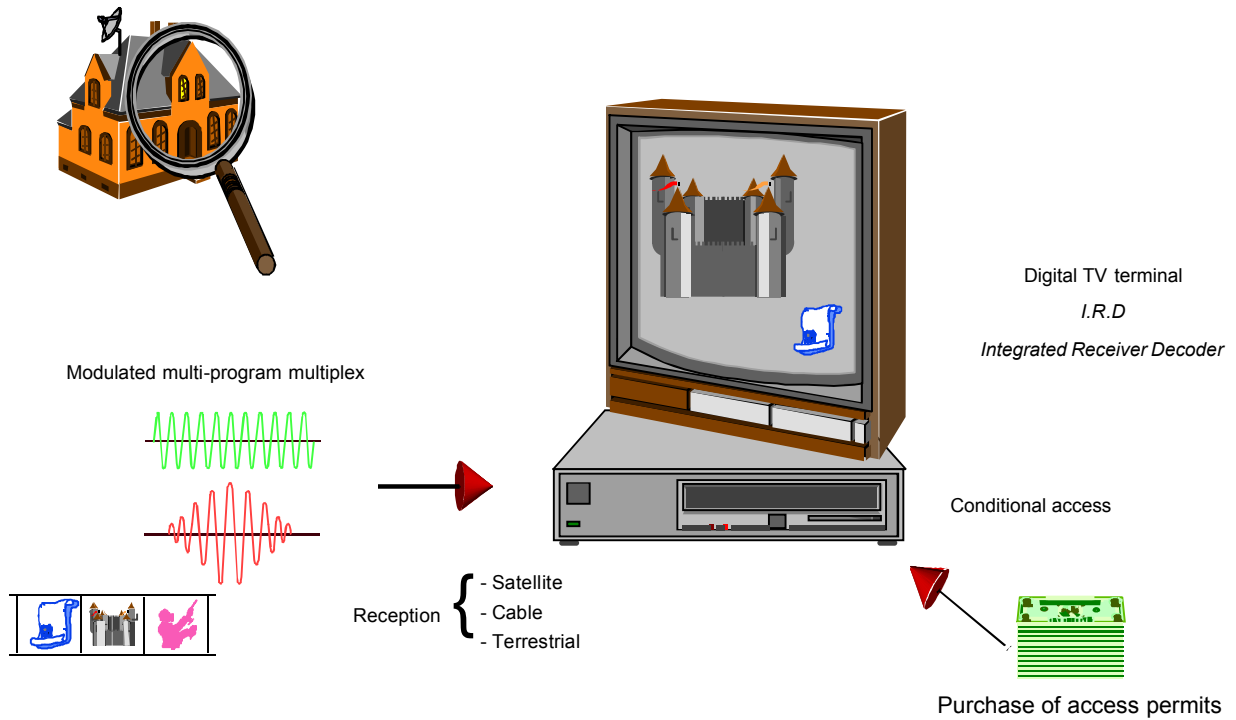 Digital TV terminal
I.R.D
Integrated Receiver Decoder
Modulated multi-program multiplex
Conditional access
Reception
- Satellite
- Cable
- Terrestrial
Purchase of access permits